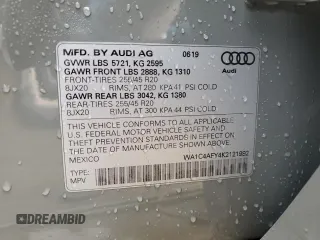 MFD. BY AUDI AG 0619
GVWR LBS 5721, KG 2595
GAWR FRONT LBS 2888, KG 1310
FRONT-TIRES 255/45 R20
8JX20 RIMS, AT 280 KPA 41 PSI COLD
GAWR REAR LBS 3042, KG 1380
REAR TIRES 255/45 R20
8JX20 RIMS, AT 300 KPA 44 PSI COLD
Audi
THIS VEHICLE CONFORMS TO ALL APPLICABLE
FEDERAL MOTOR VEHICLE SAFETY, BUMPER, AND
THEFT PREVENTION STANDARDS IN EFFECT ON THE
DATE OF MANUFACTURE SHOWN ABOVE.
MEXICO
TYPE:
MPV
© AUTOBIDMASTER